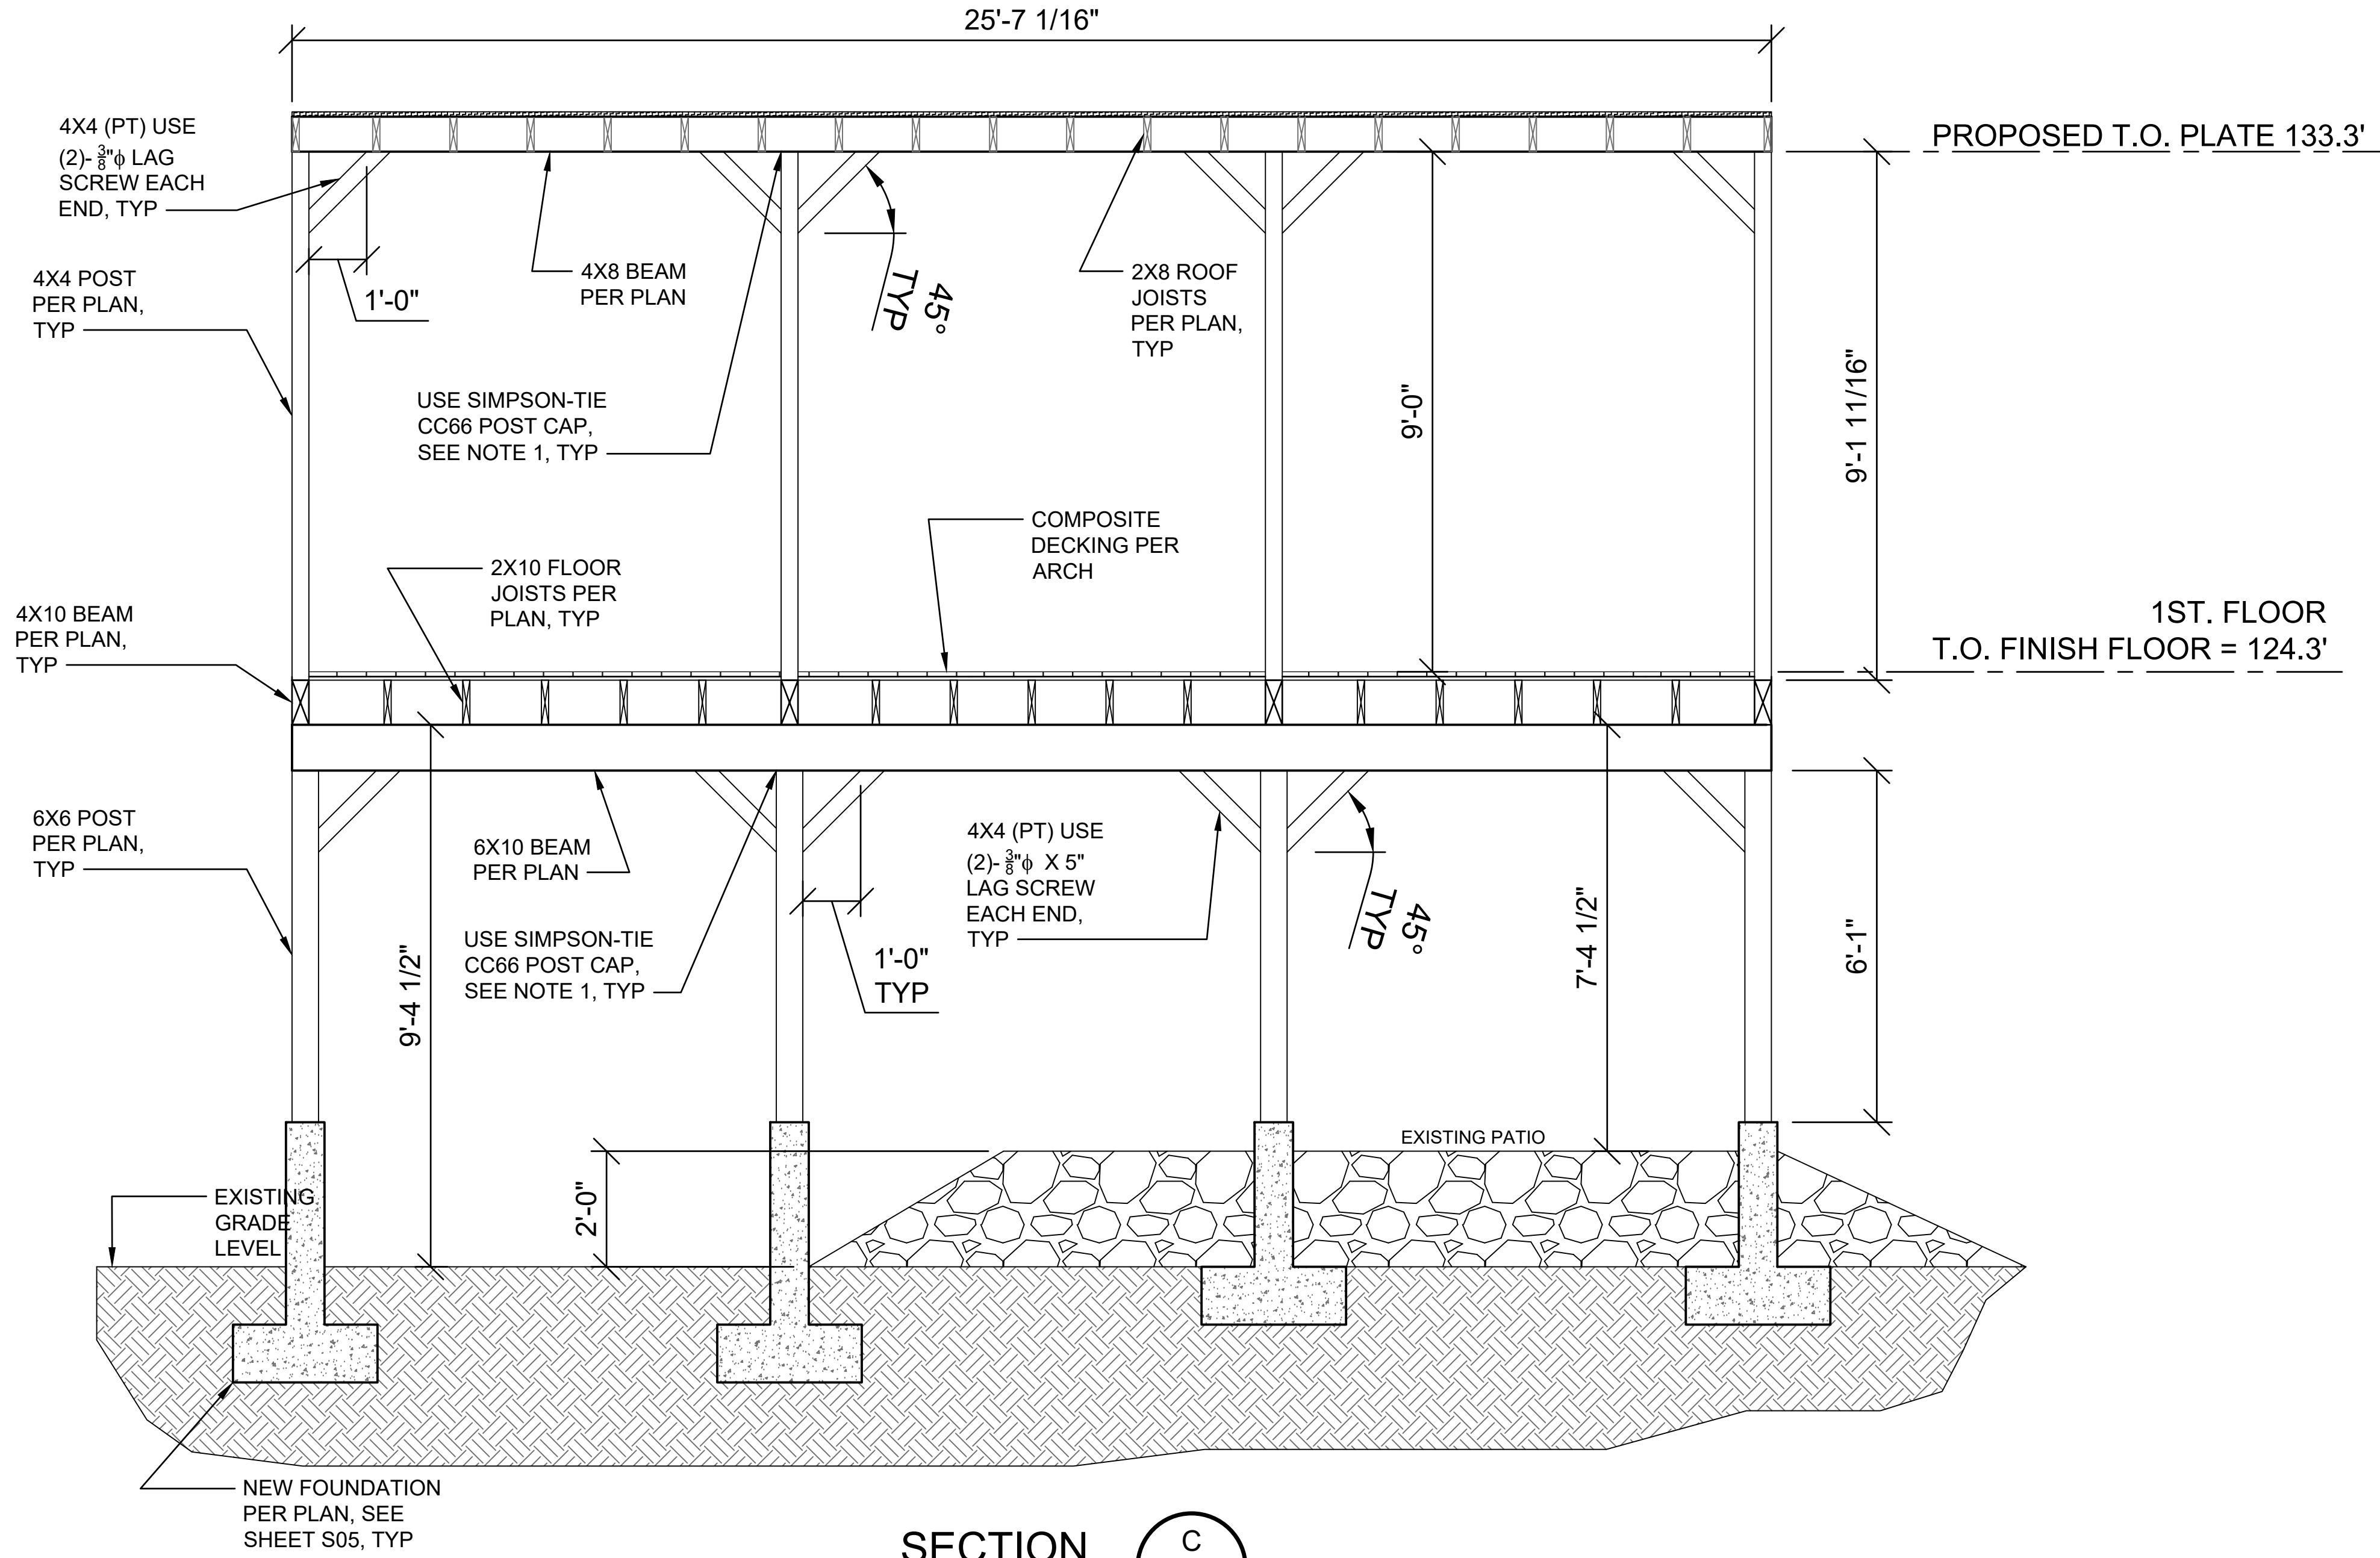 25'-7 1/16"
4X4 (PT) USE
(2)- 3/8"ϕ LAG
SCREW EACH
END, TYP
PROPOSED T.O. PLATE 133.3'
4X4 POST
PER PLAN,
TYP
1'-0"
4X8 BEAM
PER PLAN
45°
TYP
2X8 ROOF
JOISTS
PER PLAN,
TYP
USE SIMPSON-TIE
CC66 POST CAP,
SEE NOTE 1, TYP
9'-0"
9'-1 11/16"
COMPOSITE
DECKING PER
ARCH
2X10 FLOOR
JOISTS PER
PLAN, TYP
4X10 BEAM
PER PLAN,
TYP
1ST. FLOOR
T.O. FINISH FLOOR = 124.3'
6X6 POST
PER PLAN,
TYP
6X10 BEAM
PER PLAN
4X4 (PT) USE
(2)- 3/8"ϕ X 5"
LAG SCREW
EACH END,
TYP
45°
TYP
USE SIMPSON-TIE
CC66 POST CAP,
SEE NOTE 1, TYP
1'-0"
TYP
9'-4 1/2"
7'-4 1/2"
6'-1"
EXISTING PATIO
2'-0"
EXISTING
GRADE
LEVEL
NEW FOUNDATION
PER PLAN, SEE
SHEET S05, TYP
SECTION
C